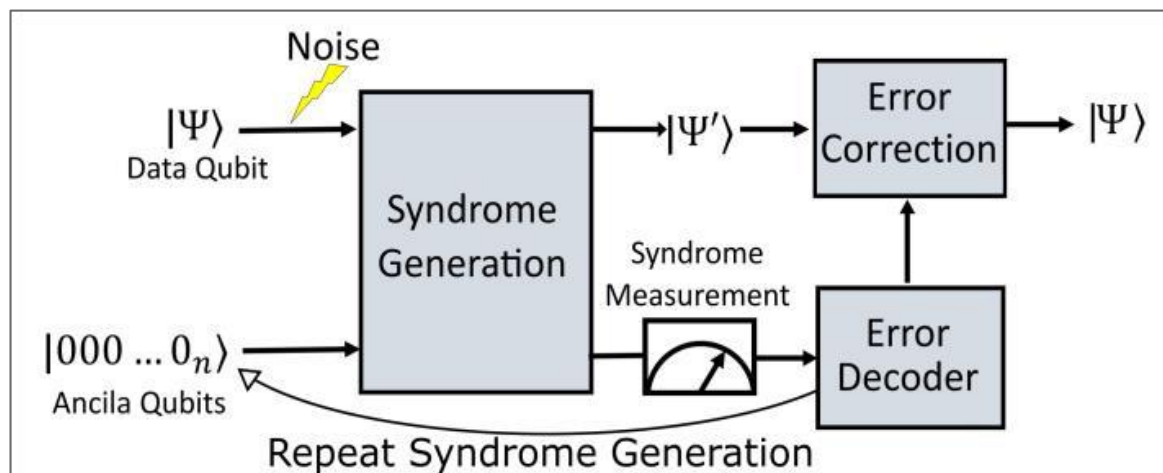 Noise
|Ψ⟩
Data Qubit
Syndrome
Generation
|Ψ'⟩
Error
Correction
|Ψ⟩
Syndrome
Measurement
|000 ... 0ₙ⟩
Ancila Qubits
Error
Decoder
Repeat Syndrome Generation